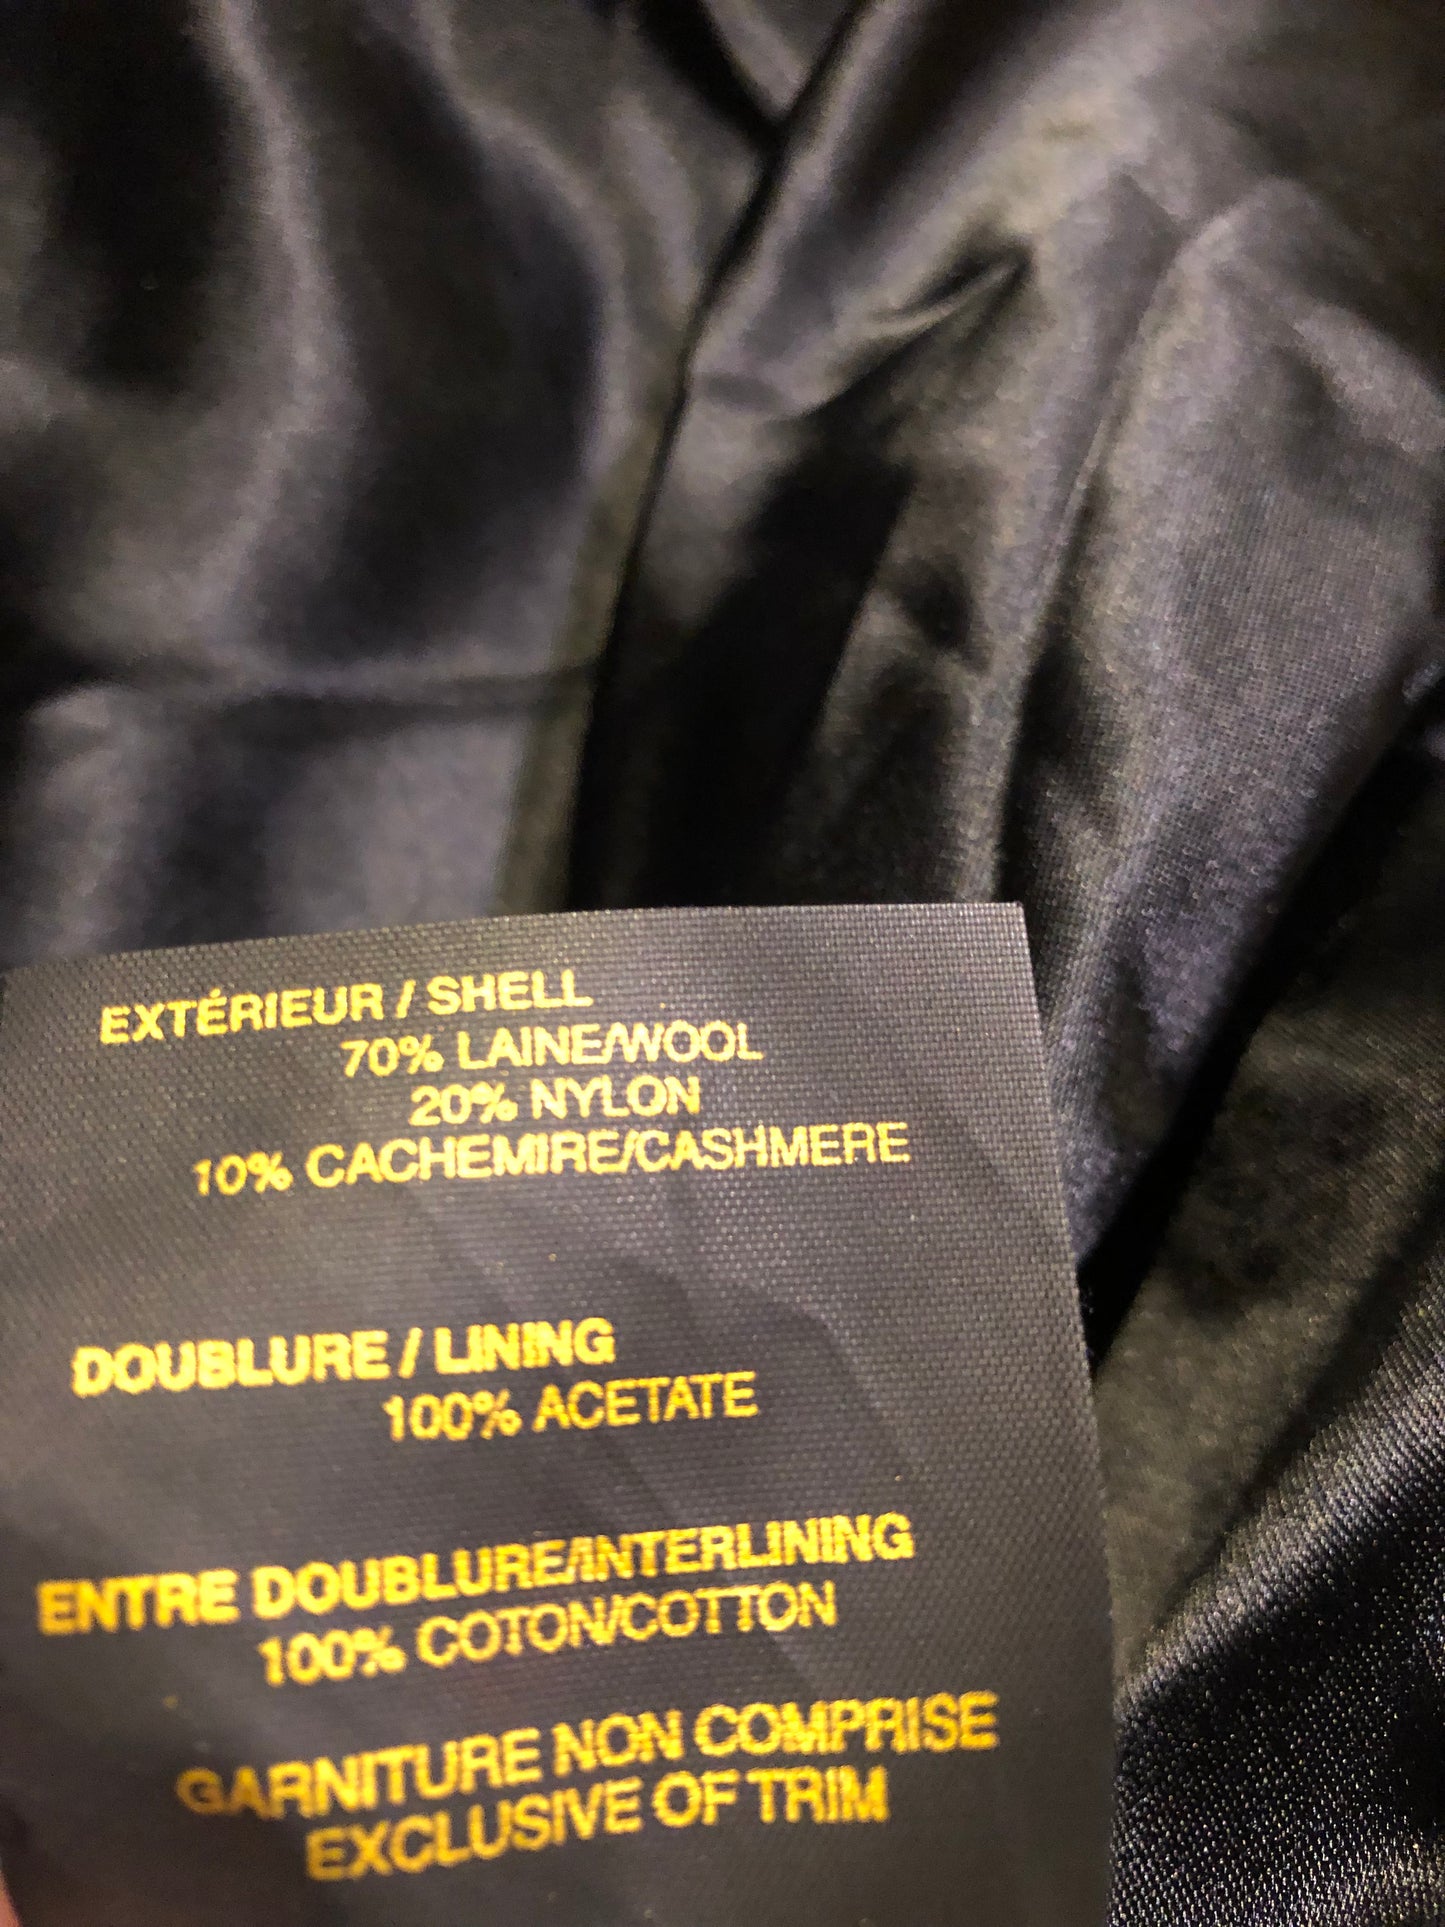 EXTÉRIEUR / SHELL
70% LAINE/WOOL
20% NYLON
10% CACHEMIRE/CASHMERE
DOUBLURE / LINING
100% ACETATE
ENTRE DOUBLURE/INTERLINING
100% COTON/COTTON
GARNITURE NON COMPRISE
EXCLUSIVE OF TRIM